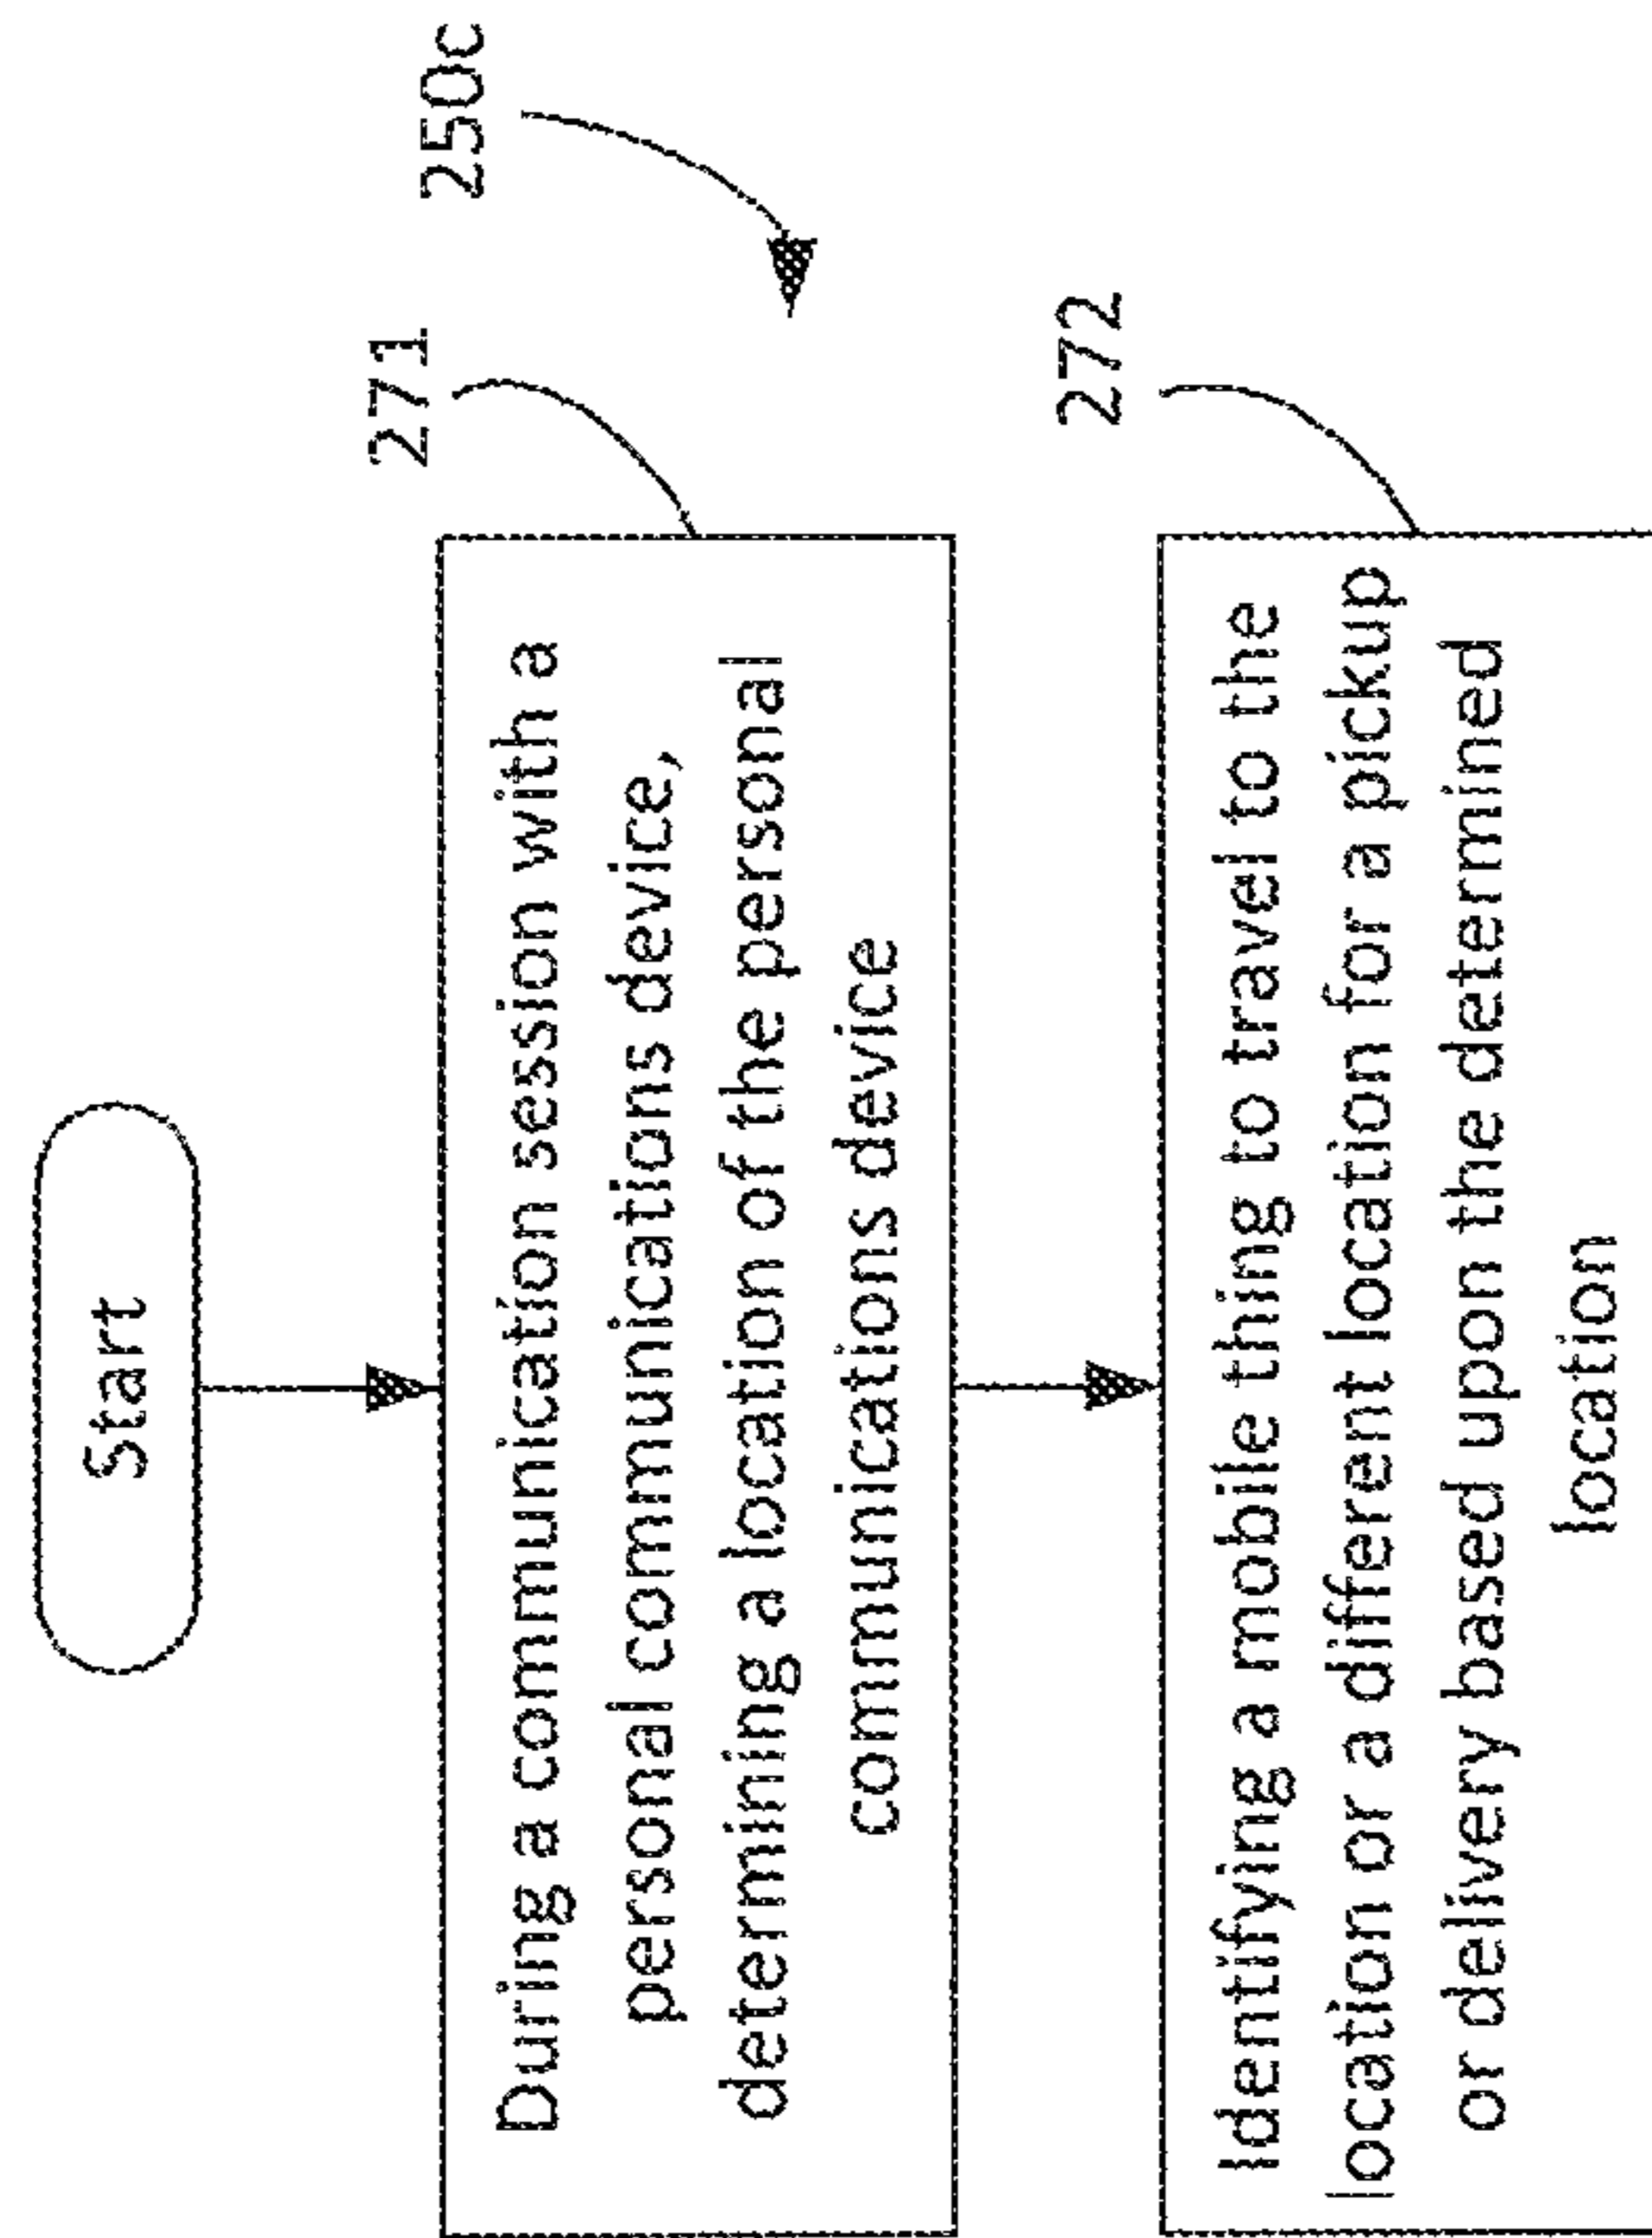 Start
250c
271
During a communication session with a
personal communications device,
determining a location of the personal
communications device
272
Identifying a mobile thing to travel to the
location or a different location for a pickup
or delivery based upon the determined
location